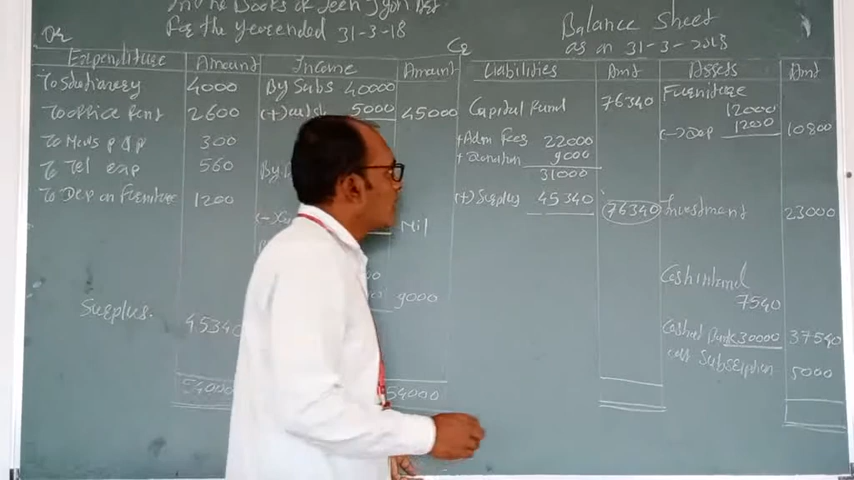 In the Books of Jeen Jyoti
For the year ended 31-3-18
Dr
Cr
Expenditure Amount Income Amount
To Stationary 4000 By Subs 40000
To office Rent 2600 5000 45000
To News 300
To Tel exp 560 By
To Dep on Furniture 1200
Nil
9000
Surplus. 45340
54000 54000
Balance Sheet
as on 31-3-2018
Liabilities Amt Assets Amt
Capital Fund 76340 Furniture
12000
(-) Dep 1200 10800
+ Adm Fees 22000
+ Donation 9000
31000
(+) Surplus 45340 76340 Investment 23000
Cash in hand
7540
Cash at Bank 30000 37540
o/s Subscription 5000